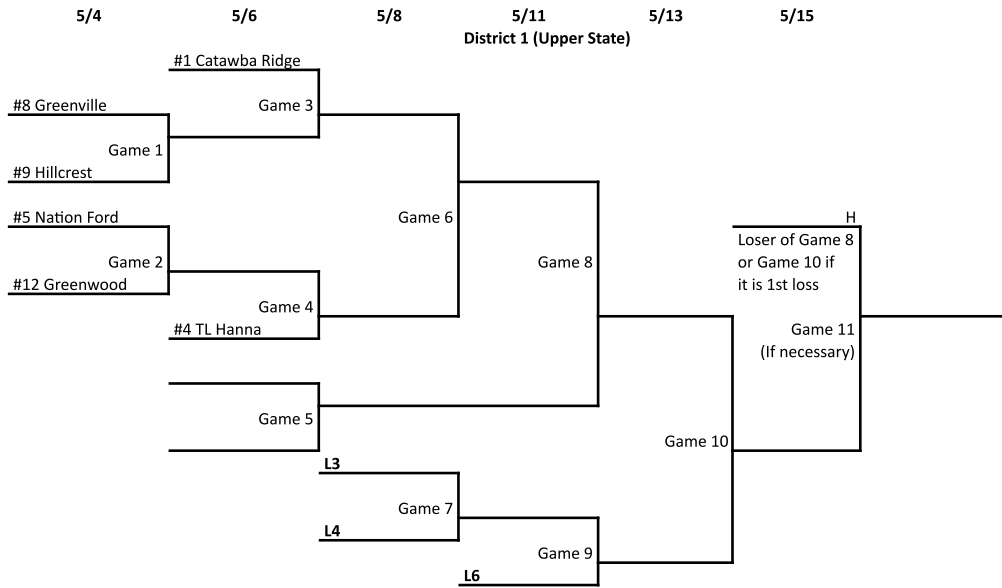 5/4 5/6 5/8 5/11 5/13 5/15
District 1 (Upper State)
#1 Catawba Ridge
#8 Greenville
Game 3
Game 1
#9 Hillcrest
#5 Nation Ford
Game 6
H
Loser of Game 8
or Game 10 if
it is 1st loss
Game 2
Game 8
#12 Greenwood
Game 4
#4 TL Hanna
Game 11
(If necessary)
Game 5
Game 10
L3
Game 7
L4
Game 9
L6